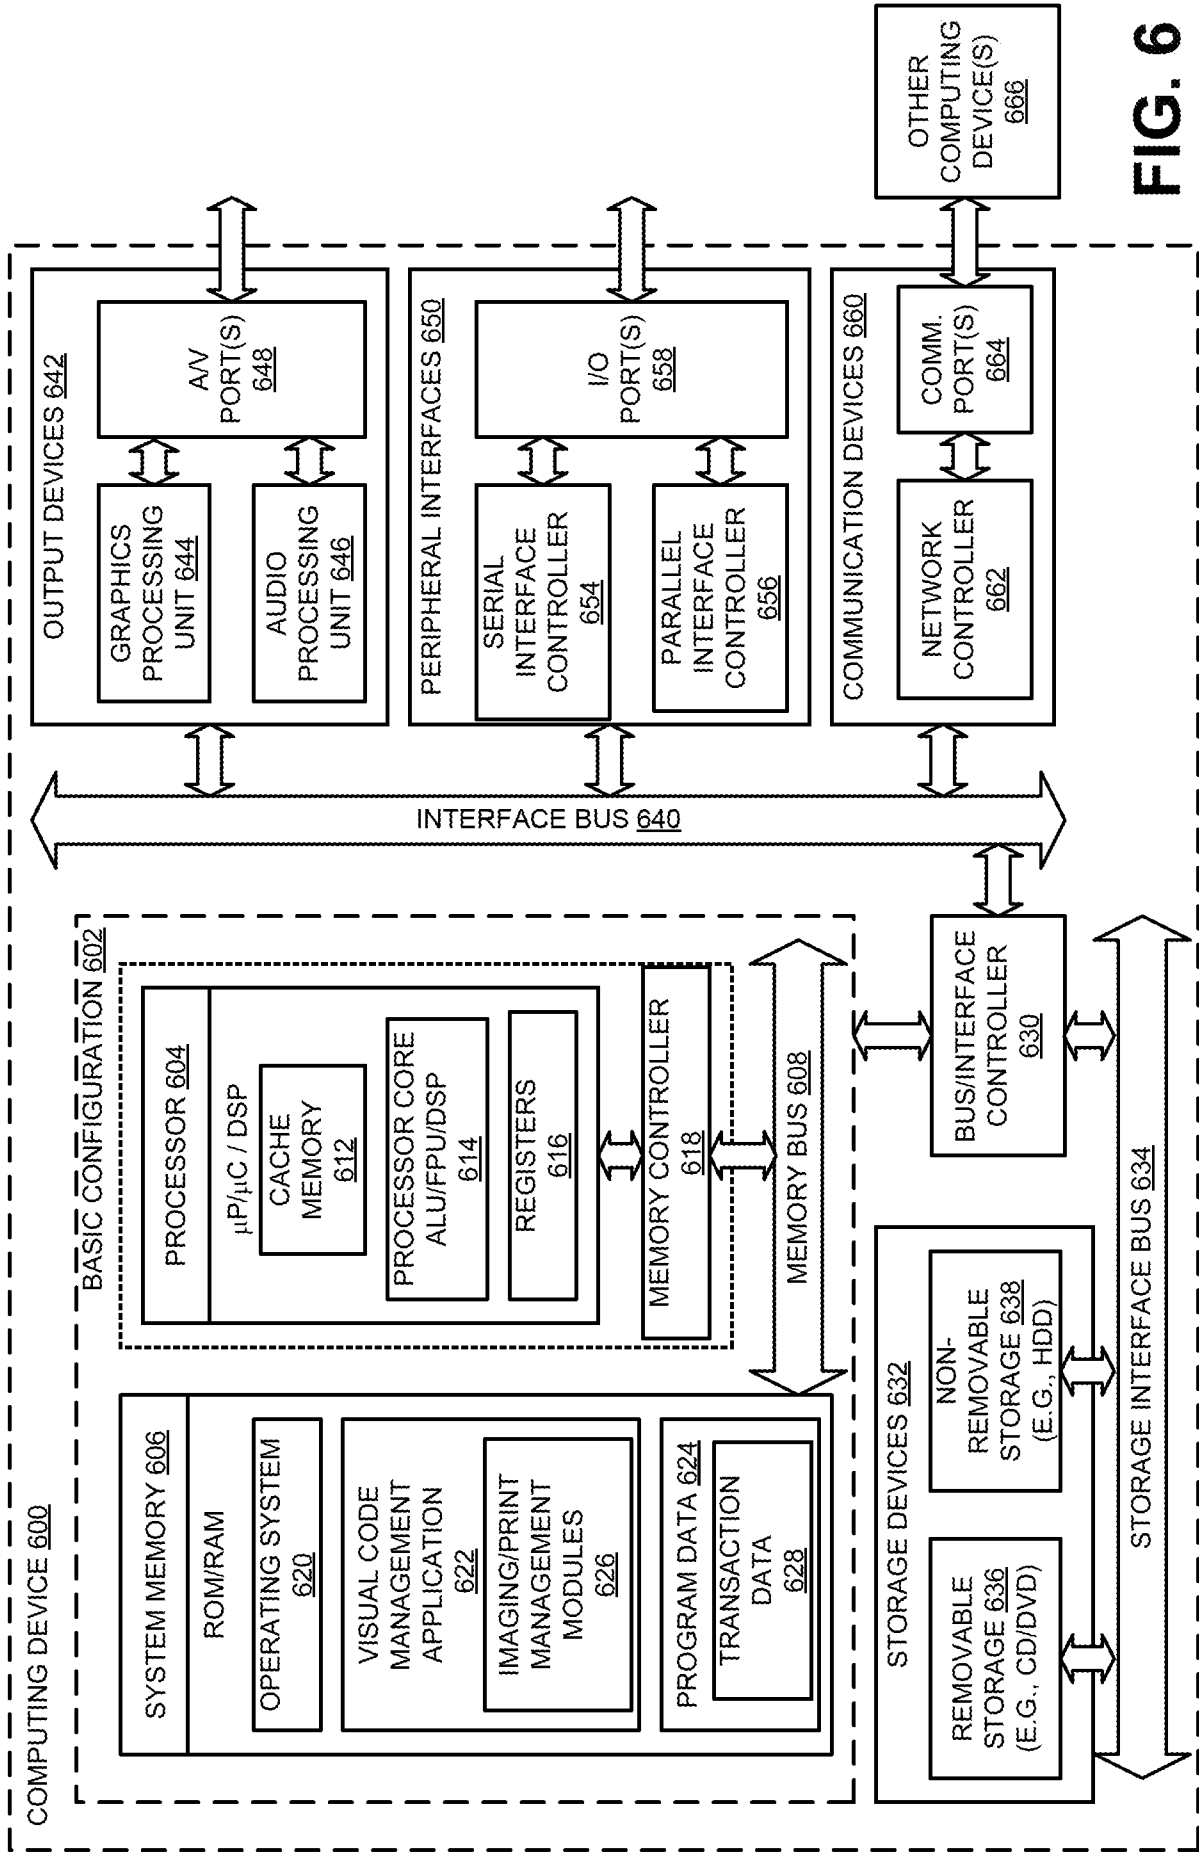 COMPUTING DEVICE 600
BASIC CONFIGURATION 602
SYSTEM MEMORY 606
ROM/RAM
OPERATING SYSTEM
620
VISUAL CODE
MANAGEMENT
APPLICATION
622
IMAGING/PRINT
MANAGEMENT
MODULES
626
PROGRAM DATA 624
TRANSACTION
DATA
628
PROCESSOR 604
µP/µC / DSP
CACHE
MEMORY
612
PROCESSOR CORE
ALU/FPU/DSP
614
REGISTERS
616
MEMORY CONTROLLER
618
MEMORY BUS 608
STORAGE DEVICES 632
REMOVABLE
STORAGE 636
(E.G., CD/DVD)
NON-
REMOVABLE
STORAGE 638
(E.G., HDD)
BUS/INTERFACE
CONTROLLER
630
STORAGE INTERFACE BUS 634
INTERFACE BUS 640
OUTPUT DEVICES 642
GRAPHICS
PROCESSING
UNIT 644
AUDIO
PROCESSING
UNIT 646
A/V
PORT(S)
648
PERIPHERAL INTERFACES 650
SERIAL
INTERFACE
CONTROLLER
654
PARALLEL
INTERFACE
CONTROLLER
656
I/O
PORT(S)
658
COMMUNICATION DEVICES 660
NETWORK
CONTROLLER
662
COMM.
PORT(S)
664
OTHER
COMPUTING
DEVICE(S)
666
FIG. 6